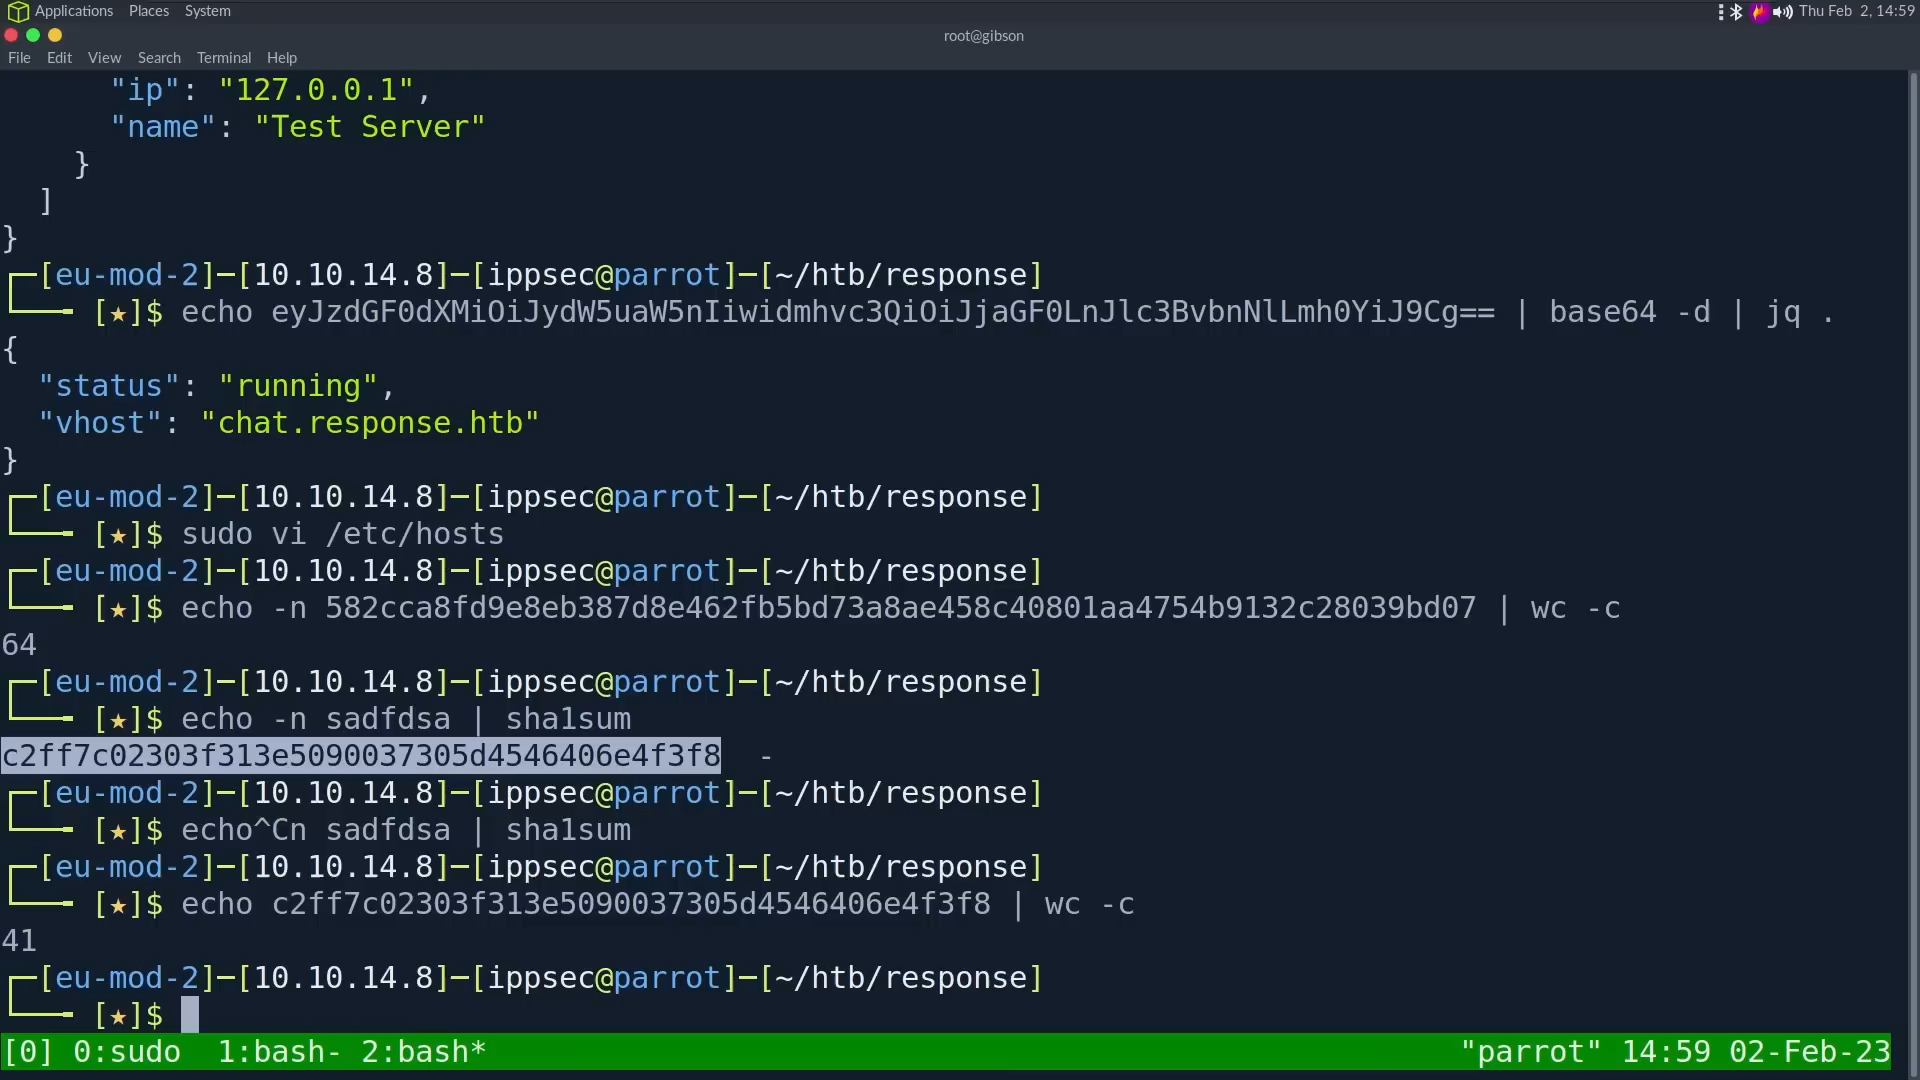 Applications Places System Thu Feb 2, 14:59
root@gibson
File Edit View Search Terminal Help
"ip": "127.0.0.1",
"name": "Test Server"
}
]
}
┌─[eu-mod-2]─[10.10.14.8]─[ippsec@parrot]─[~/htb/response]
└──╼ [★]$ echo eyJzdGF0dXMiOiJydW5uaW5nIiwidmhvc3QiOiJjaGF0LnJlc3BvbnNlLmh0YiJ9Cg== | base64 -d | jq .
{
"status": "running",
"vhost": "chat.response.htb"
}
┌─[eu-mod-2]─[10.10.14.8]─[ippsec@parrot]─[~/htb/response]
└──╼ [★]$ sudo vi /etc/hosts
┌─[eu-mod-2]─[10.10.14.8]─[ippsec@parrot]─[~/htb/response]
└──╼ [★]$ echo -n 582cca8fd9e8eb387d8e462fb5bd73a8ae458c40801aa4754b9132c28039bd07 | wc -c
64
┌─[eu-mod-2]─[10.10.14.8]─[ippsec@parrot]─[~/htb/response]
└──╼ [★]$ echo -n sadfdsa | sha1sum
c2ff7c02303f313e5090037305d4546406e4f3f8  -
┌─[eu-mod-2]─[10.10.14.8]─[ippsec@parrot]─[~/htb/response]
└──╼ [★]$ echo^Cn sadfdsa | sha1sum
┌─[eu-mod-2]─[10.10.14.8]─[ippsec@parrot]─[~/htb/response]
└──╼ [★]$ echo c2ff7c02303f313e5090037305d4546406e4f3f8 | wc -c
41
┌─[eu-mod-2]─[10.10.14.8]─[ippsec@parrot]─[~/htb/response]
└──╼ [★]$
[0] 0:sudo  1:bash- 2:bash* "parrot" 14:59 02-Feb-23